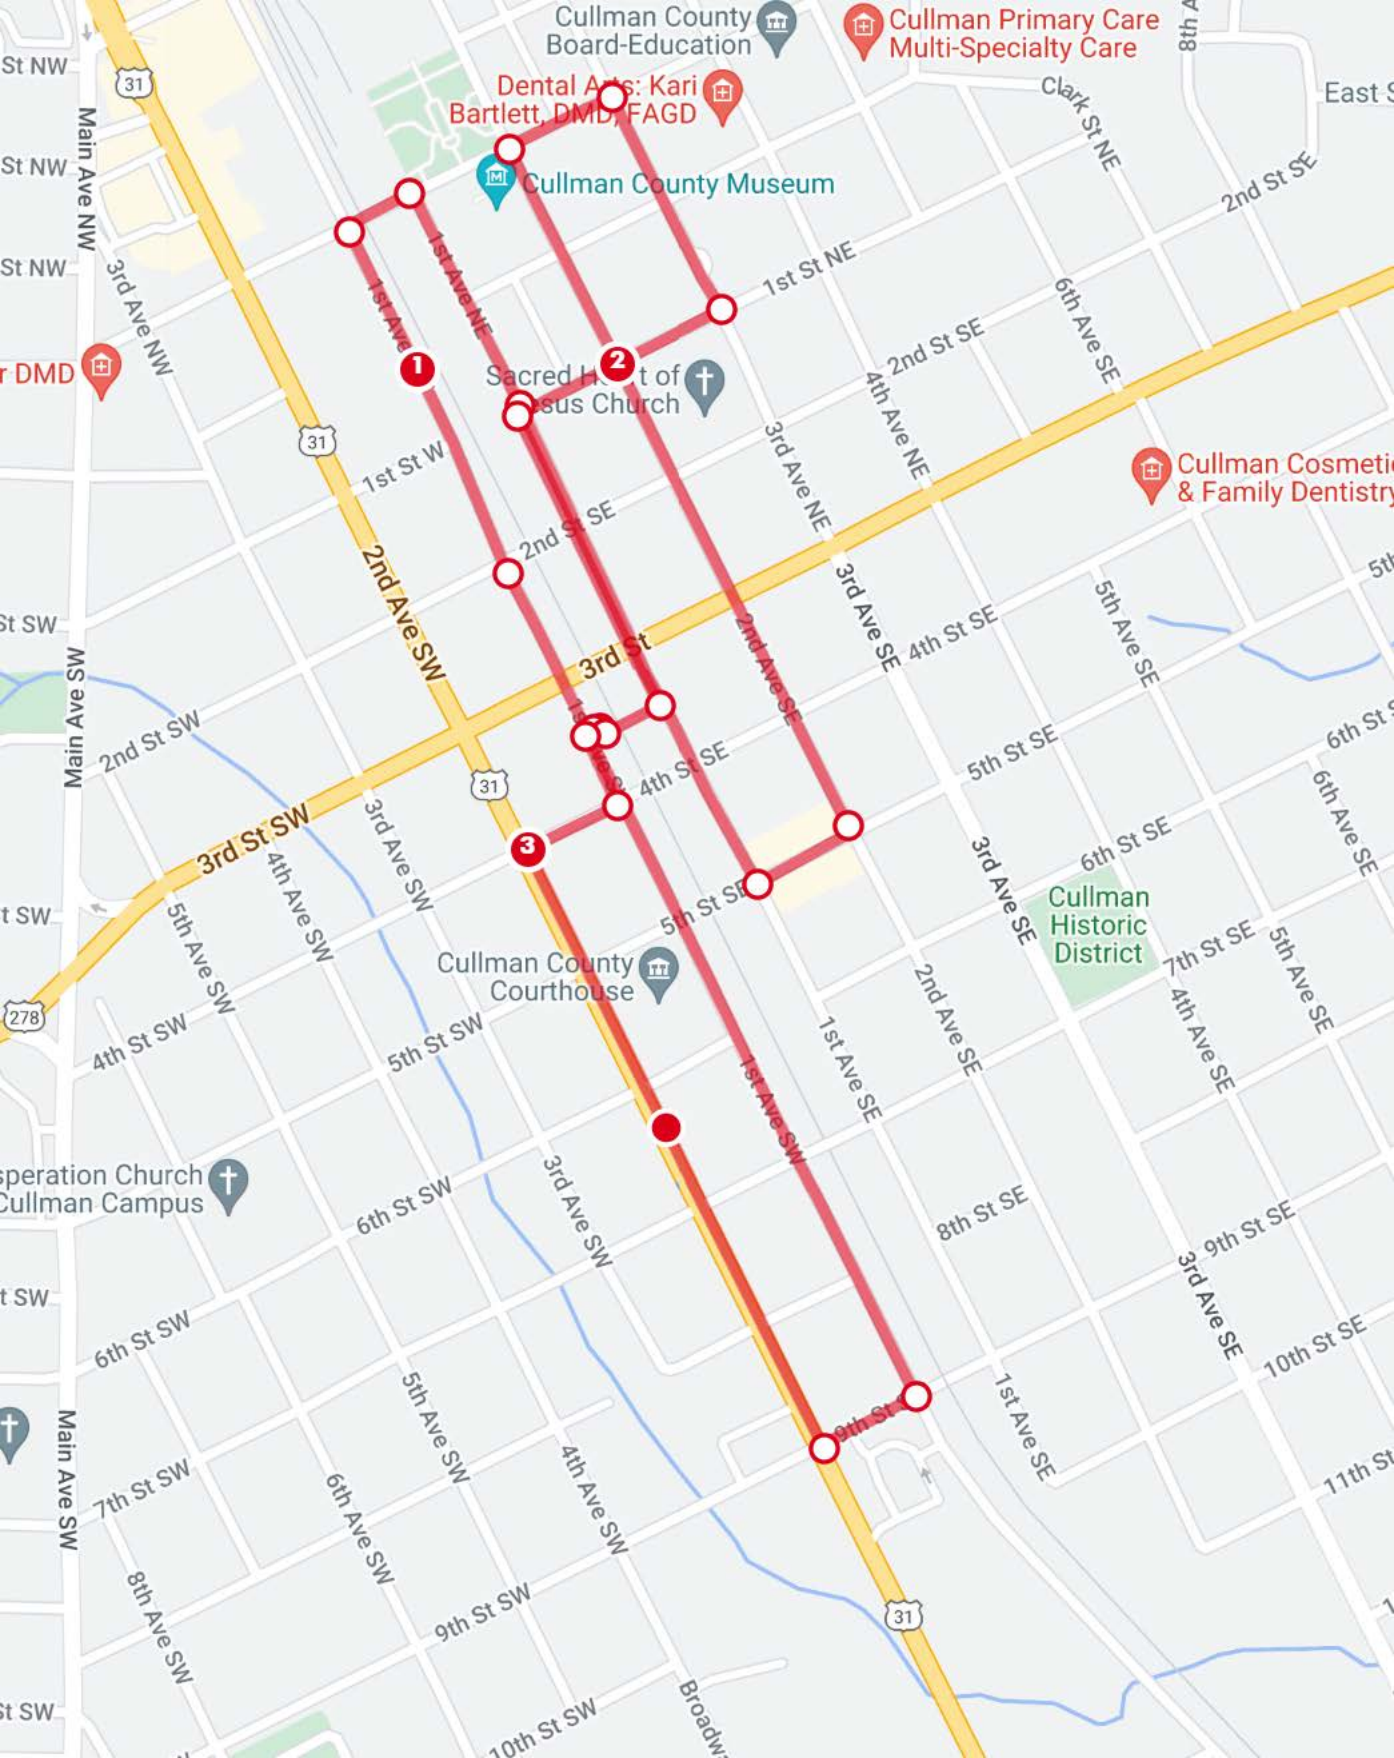 Cullman County
Board-Education
Cullman Primary Care
Multi-Specialty Care
8th A
St NW
31
Main Ave NW
Dental Arts: Kari
Bartlett, DMD, FAGD
Clark St NE
East S
St NW
Cullman County Museum
2nd St SE
St NW
3rd Ave NW
1st Ave
1st Ave NE
1st St NE
6th Ave SE
1
2
r DMD
2nd St SE
Sacred H t of
sus Church
4th Ave NE
31
1st St W
3rd Ave NE
Cullman Cosmeti
& Family Dentistry
2nd St SE
2nd Ave SW
3rd Ave SE
5th
5th Ave SE
St SW
4th St SE
2nd Ave SE
3rd St
Main Ave SW
2nd St SW
5th St SE
6th St S
4th St SE
31
6th Ave SE
3rd St SW
3rd Ave SW
3
6th St SE
3rd Ave SE
4th Ave SW
5th St SE
Cullman
Historic
District
t SW
5th Ave SW
7th St SE
5th Ave SE
Cullman County
Courthouse
2nd Ave SE
4th Ave SE
278
4th St SW
5th St SW
1st Ave SE
1st Ave SW
speration Church
Cullman Campus
3rd Ave SW
6th St SW
8th St SE
9th St SE
3rd Ave SE
t SW
6th St SW
10th St SE
5th Ave SW
1st Ave SE
9th St S
Main Ave SW
7th St SW
4th Ave SW
11th St
6th Ave SW
8th Ave SW
9th St SW
31
St SW
10th St SW
Broadw